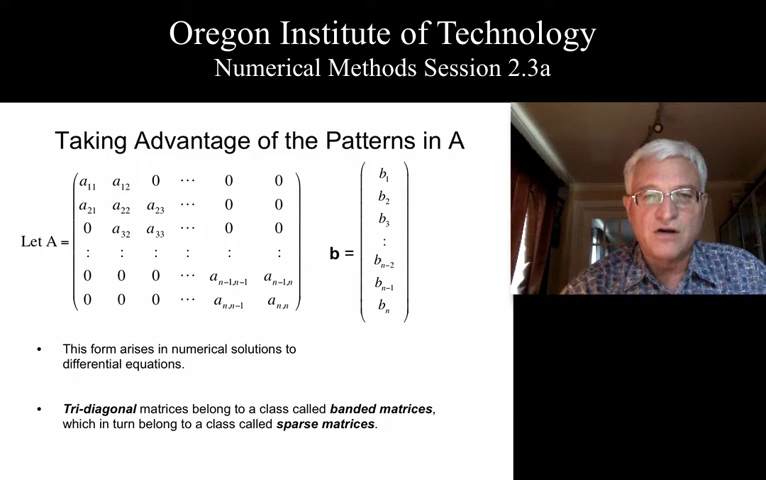 Oregon Institute of Technology
Numerical Methods Session 2.3a
Taking Advantage of the Patterns in A
Let A =
a₁₁ a₁₂ 0 ⋯ 0 0
a₂₁ a₂₂ a₂₃ ⋯ 0 0
0 a₃₂ a₃₃ ⋯ 0 0
: : : : : :
0 0 0 ⋯ aₙ₋₁,ₙ₋₁ aₙ₋₁,ₙ
0 0 0 ⋯ aₙ,ₙ₋₁ aₙ,ₙ
b =
b₁
b₂
b₃
:
bₙ₋₂
bₙ₋₁
bₙ
• This form arises in numerical solutions to
differential equations.
• Tri-diagonal matrices belong to a class called banded matrices,
which in turn belong to a class called sparse matrices.